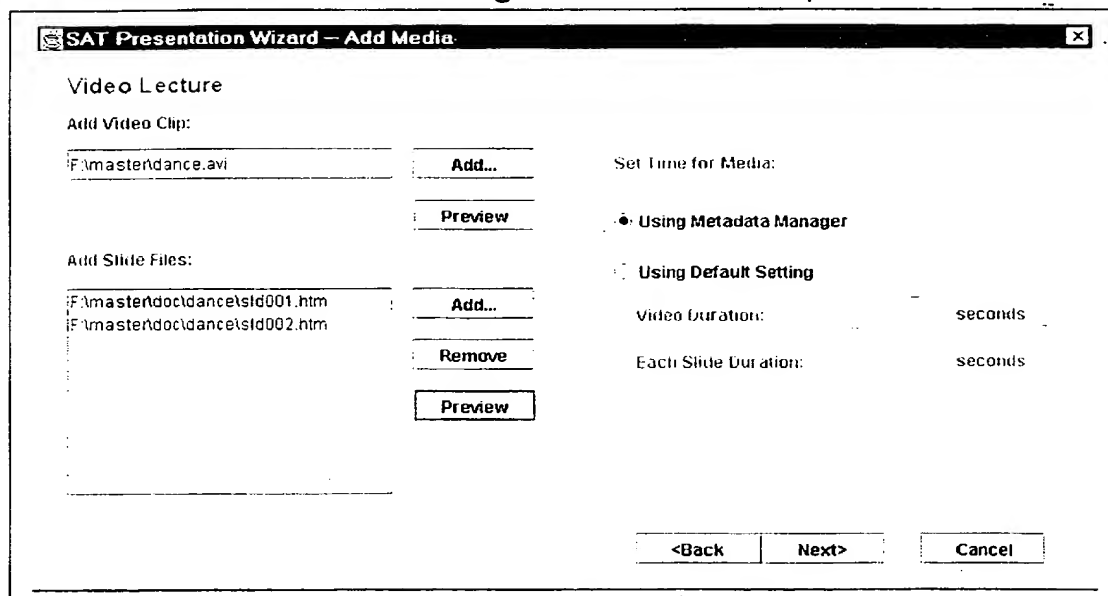 SAT Presentation Wizard – Add Media
Video Lecture
Add Video Clip:
F:\master\dance.avi
Add...
Preview
Add Slide Files:
F:\master\doc\dance\sld001.htm
F:\master\doc\dance\sld002.htm
Add...
Remove
Preview
Set Time for Media:
Using Metadata Manager
Using Default Setting
Video Duration: seconds
Each Slide Duration: seconds
<Back Next> Cancel